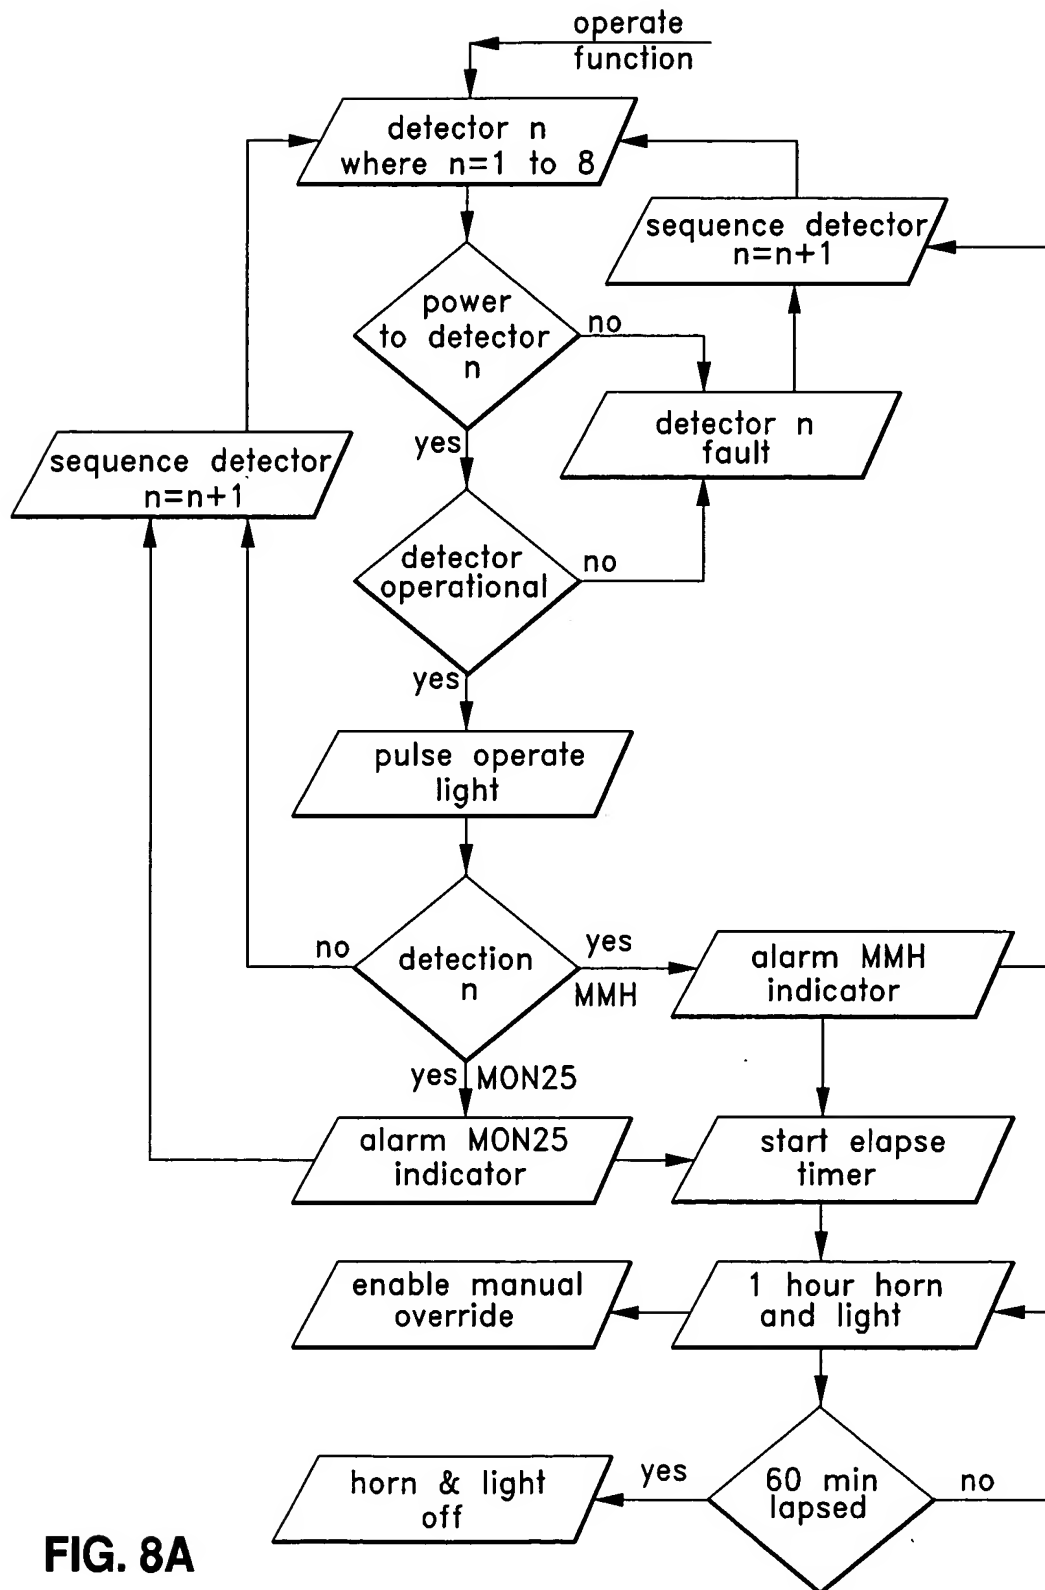 operate
function
detector n
where n=1 to 8
sequence detector
n=n+1
power
to detector
n
no
yes
detector n
fault
sequence detector
n=n+1
detector
operational
no
yes
pulse operate
light
no
detection
n
yes
MMH
alarm MMH
indicator
yes MON25
alarm MON25
indicator
start elapse
timer
enable manual
override
1 hour horn
and light
horn & light
off
yes
60 min
lapsed
no
FIG. 8A